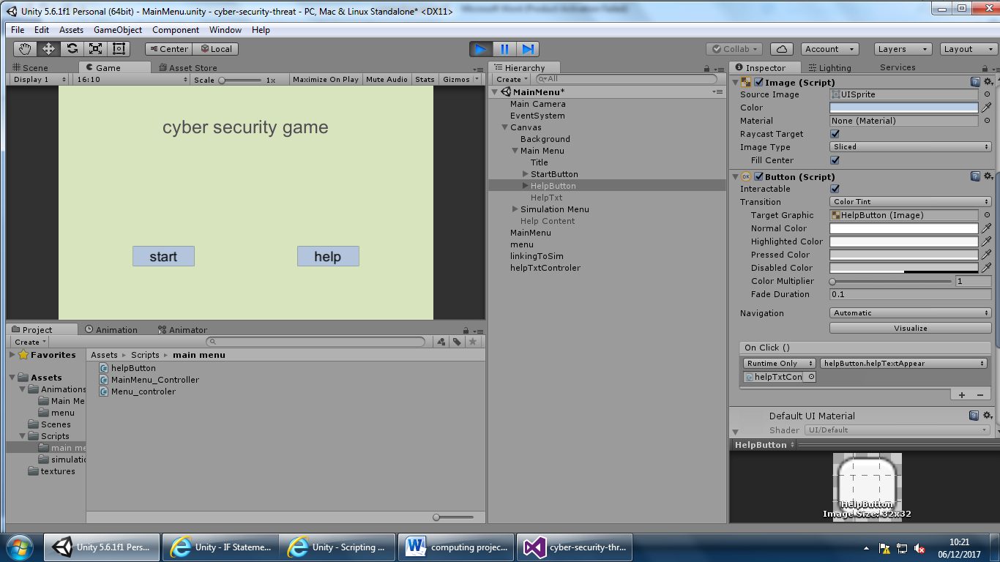 Unity 5.6.1f1 Personal (64bit) - MainMenu.unity - cyber-security-threat - PC, Mac & Linux Standalone* <DX11>
File Edit Assets GameObject Component Window Help
Center Local Collab Account Layers Layout
Scene Game Asset Store
Display 1 16:10 Scale 1x Maximize On Play Mute Audio Stats Gizmos
cyber security game
start help
Hierarchy
Create All
MainMenu*
Main Camera
EventSystem
Canvas
Background
Main Menu
Title
StartButton
HelpButton
HelpTxt
Simulation Menu
Help Content
MainMenu
menu
linkingToSim
helpTxtControler
Inspector Lighting Services
Image (Script)
Source Image UISprite
Color
Material None (Material)
Raycast Target
Image Type Sliced
Fill Center
OK Button (Script)
Interactable
Transition Color Tint
Target Graphic HelpButton (Image)
Normal Color
Highlighted Color
Pressed Color
Disabled Color
Color Multiplier 1
Fade Duration 0.1
Navigation Automatic
Visualize
On Click ()
Runtime Only helpButton.helpTextAppear
helpTxtCon
+ −
Default UI Material
Shader UI/Default
HelpButton
HelpButton
Image Size: 32x32
Project Animation Animator
Create
Favorites
Assets
Animations
Main Me
menu
Scenes
Scripts
main me
simulatio
textures
Assets Scripts main menu
helpButton
MainMenu_Controller
Menu_controler
Unity 5.6.1f1 Pers... Unity - IF Stateme... Unity - Scripting ... computing projec... cyber-security-thr...
10:21
06/12/2017